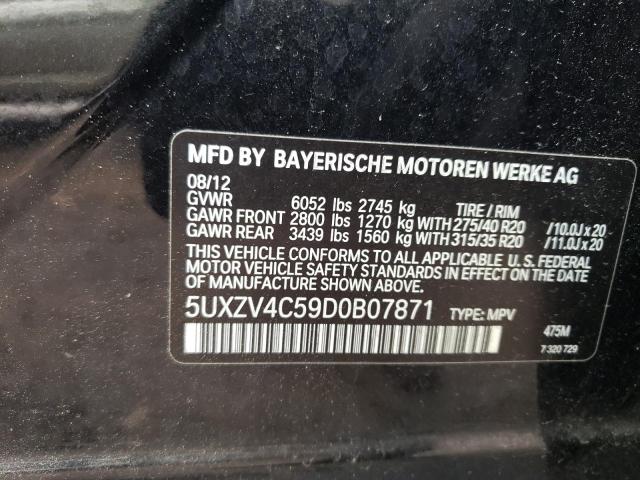 MFD BY BAYERISCHE MOTOREN WERKE AG
08/12
GVWR 6052 lbs 2745 kg TIRE / RIM
GAWR FRONT 2800 lbs 1270 kg WITH 275/40 R20 /10.0J x 20
GAWR REAR 3439 lbs 1560 kg WITH 315/35 R20 /11.0J x 20
THIS VEHICLE CONFORMS TO ALL APPLICABLE U. S. FEDERAL
MOTOR VEHICLE SAFETY STANDARDS IN EFFECT ON THE
DATE OF MANUFACTURE SHOWN ABOVE.
5UXZV4C59D0B07871 TYPE: MPV
475M
7 320 729